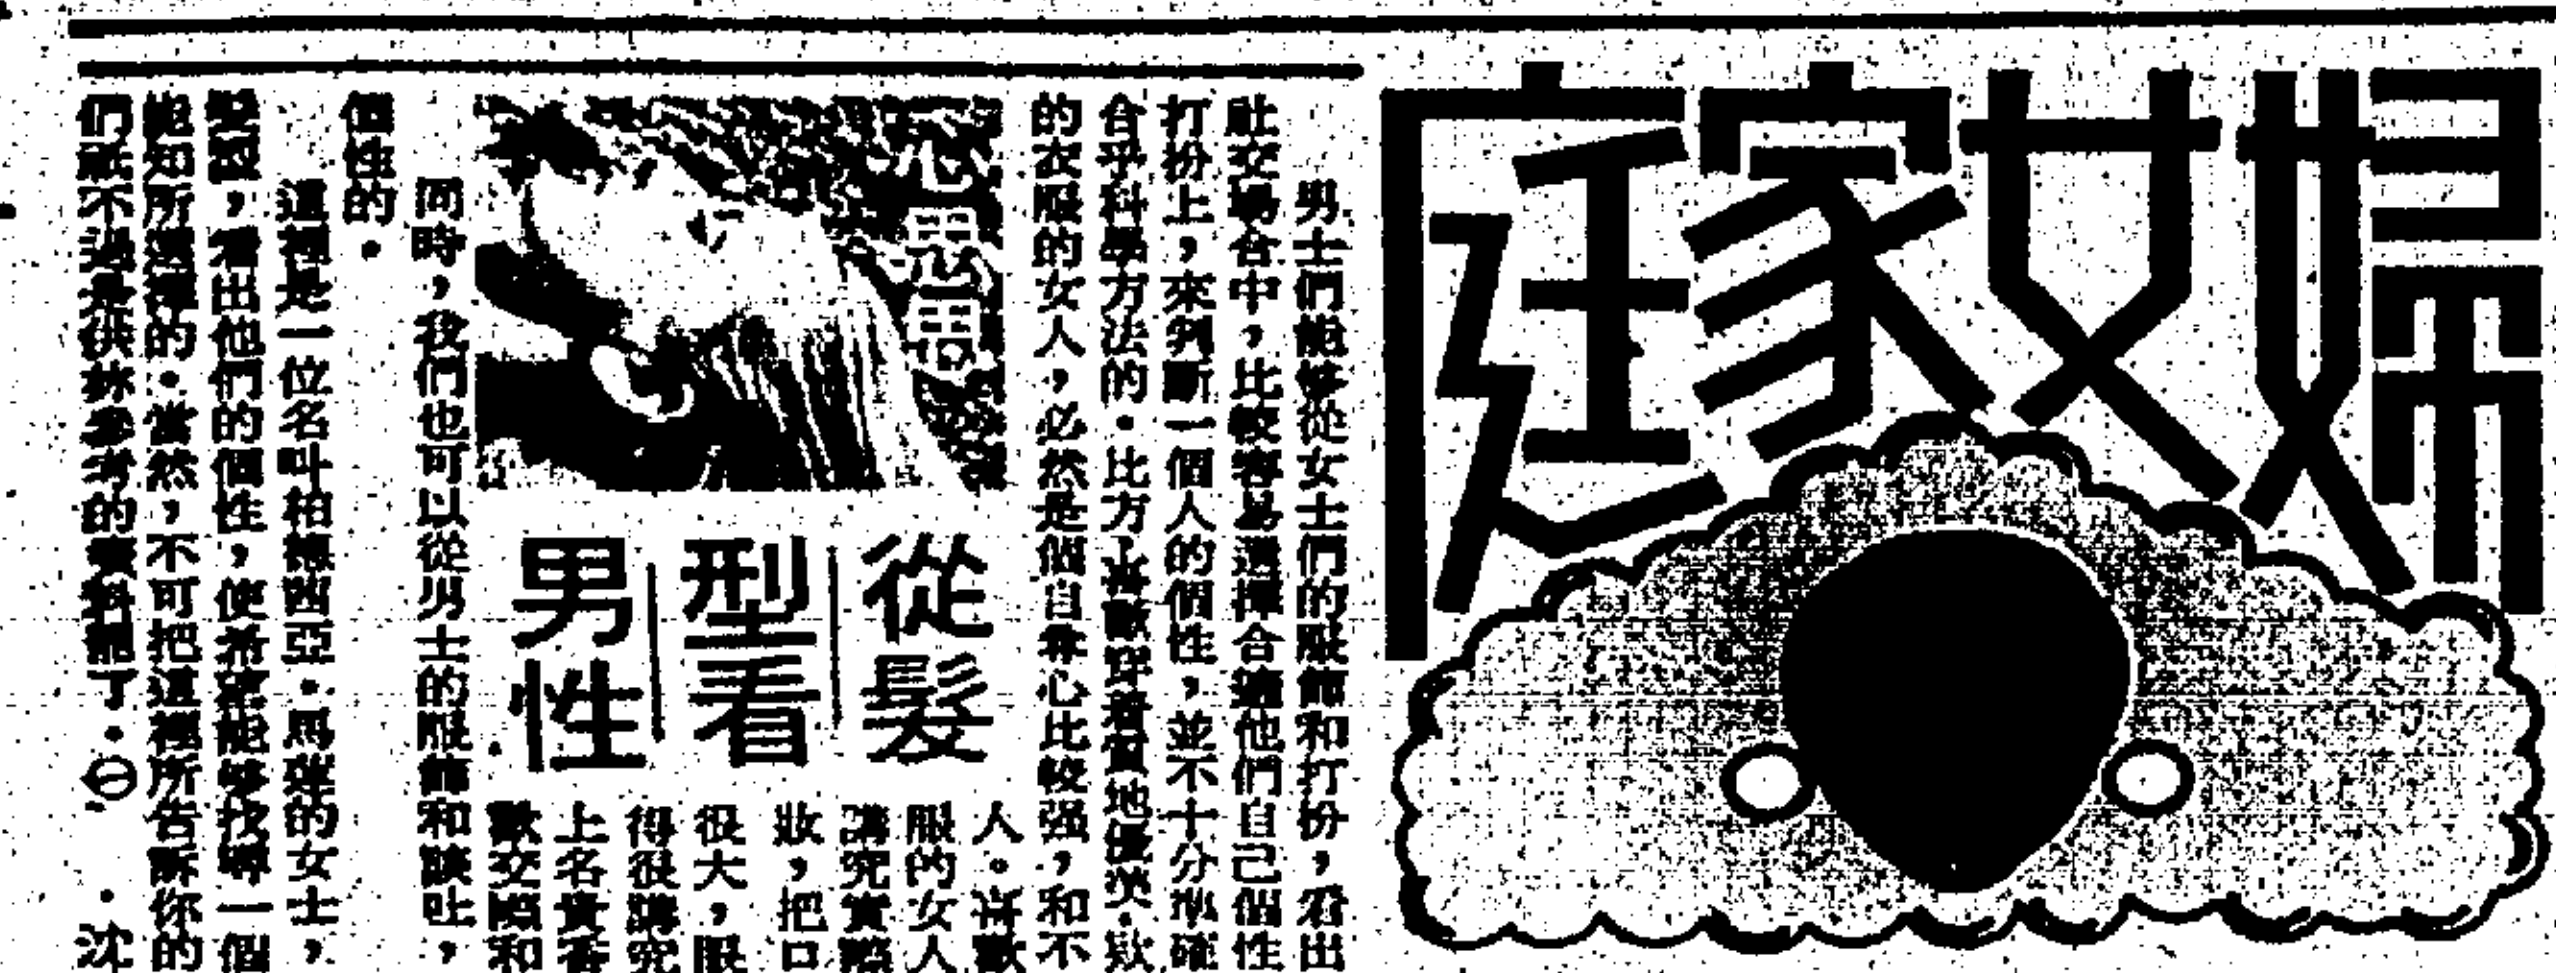 婦女家庭
男士們能够從女士們的服飾和打扮，看出
社交場合中，比較容易選擇合適他們自己個性
打扮上，來判斷一個人的個性，並不十分準確
合乎科學方法的．比方喜歡穿着質地優美．
的衣服的女人，必然是個自尊心比較强，和不
從髮
型看
男性
人。喜歡
服的女人
講究實際
妝，把口
很大，眼
得很講究
上名貴香
歡交際和
同時，我們也可以從男士的服飾和談吐，
個性的．
這裡是一位名叫柏德西亞．馬蓮的女士，
髮型，看出他們的個性，使希望能够找尋一個
能知所選擇的．當然，不可把這裡所告訴你的
們祇不過是供妳參考的資料罷了．㊀ ．沈